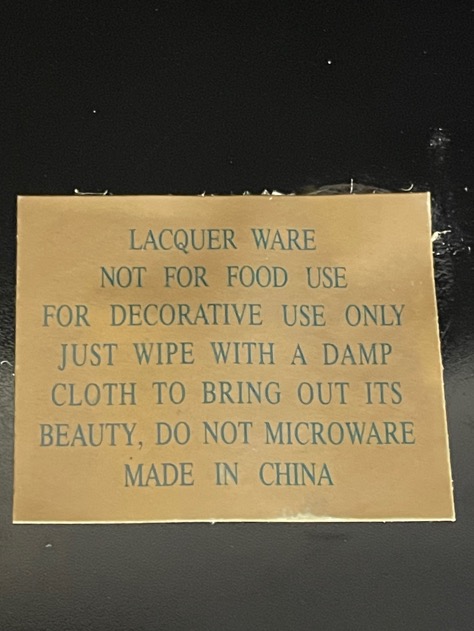 LACQUER WARE
NOT FOR FOOD USE
FOR DECORATIVE USE ONLY
JUST WIPE WITH A DAMP
CLOTH TO BRING OUT ITS
BEAUTY, DO NOT MICROWARE
MADE IN CHINA